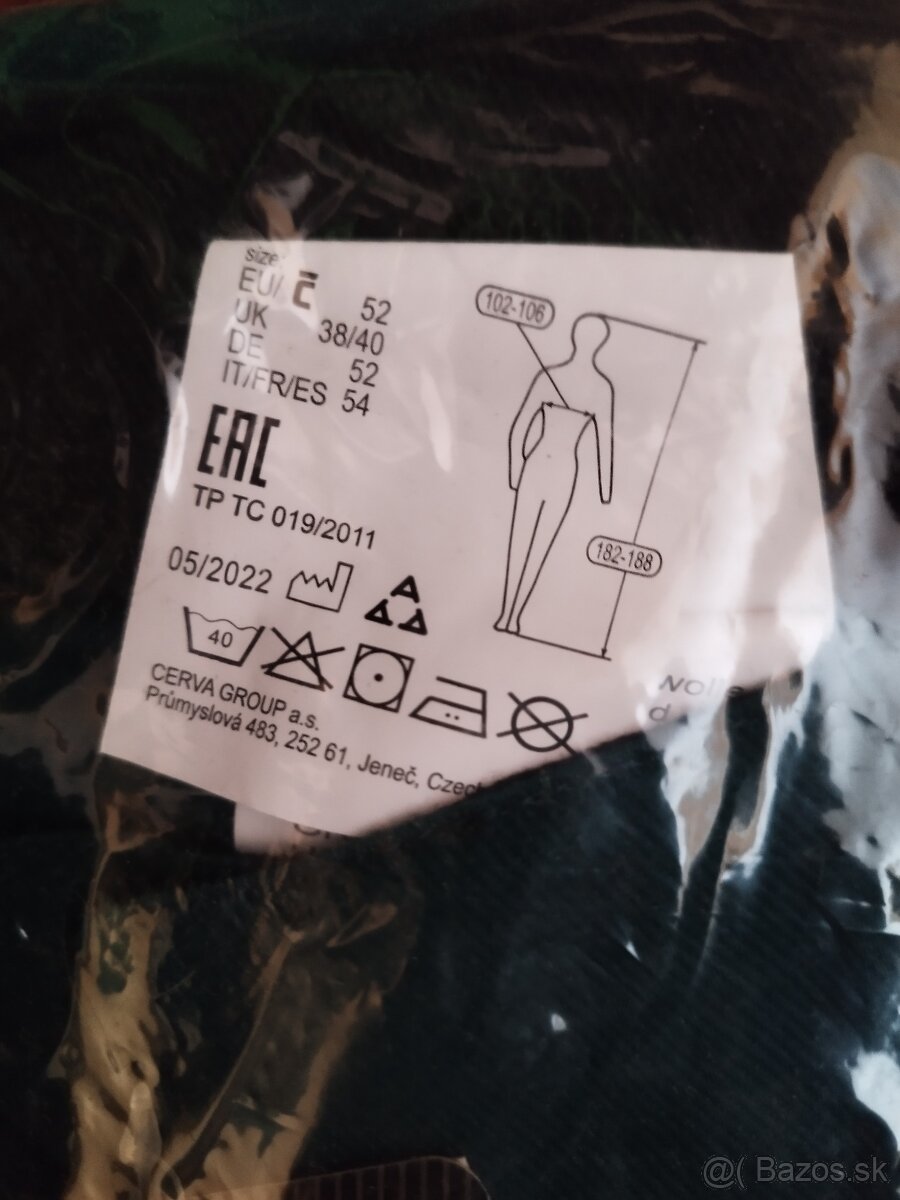 size:
EU/ č 52
UK 38/40
DE 52
IT/FR/ES 54
EAC
TP TC 019/2011
05/2022
40
CERVA GROUP a.s.
Průmyslová 483, 252 61, Jeneč,
102-106
182-188
@( Bazos.sk